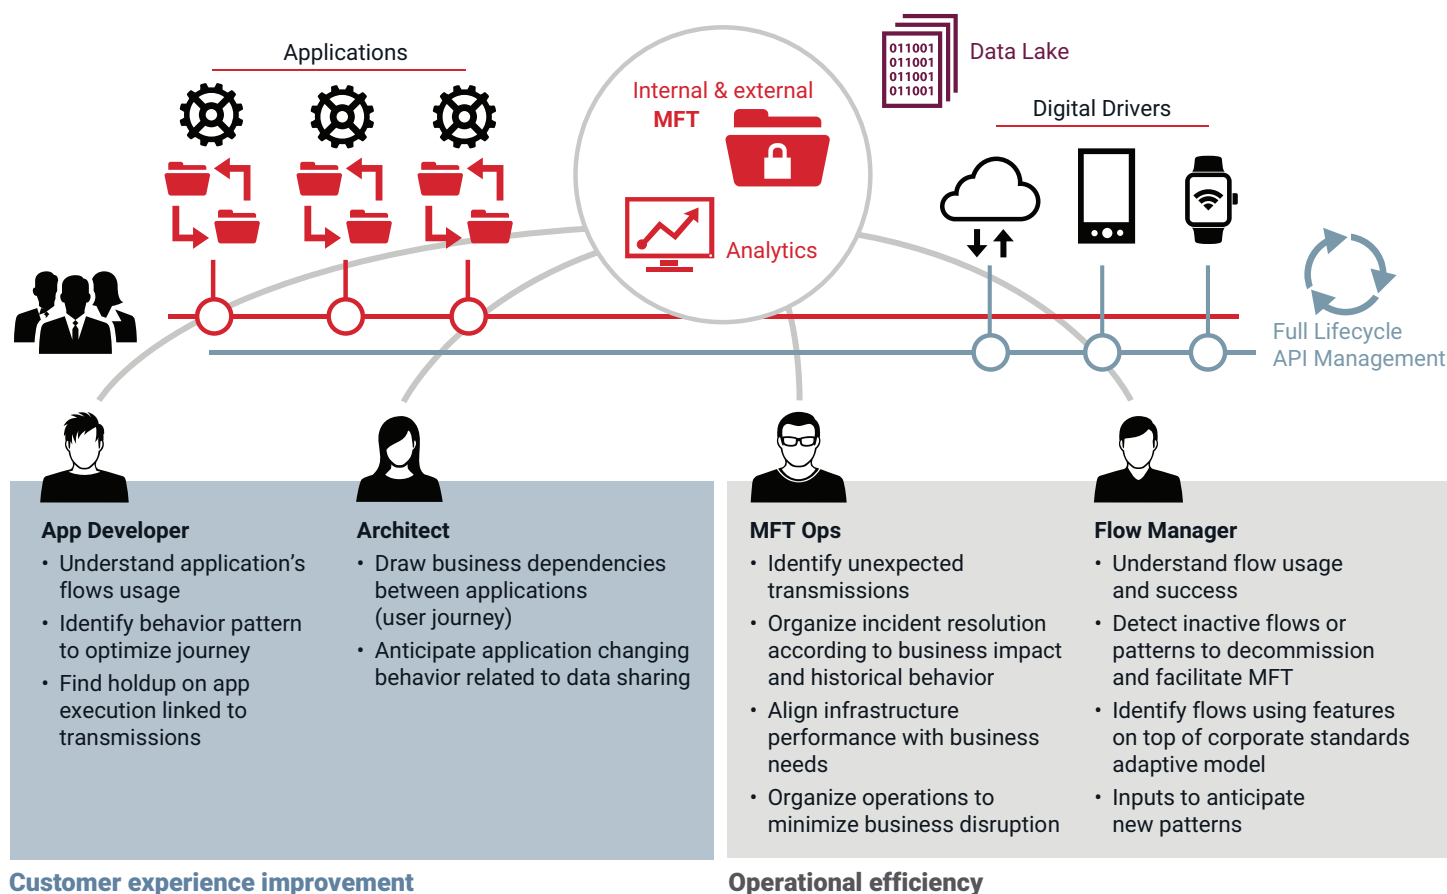 Applications
Internal & external
MFT
Analytics
011001
011001
011001
011001
Data Lake
Digital Drivers
Full Lifecycle
API Management
App Developer
• Understand application’s
flows usage
• Identify behavior pattern
to optimize journey
• Find holdup on app
execution linked to
transmissions
Architect
• Draw business dependencies
between applications
(user journey)
• Anticipate application changing
behavior related to data sharing
MFT Ops
• Identify unexpected
transmissions
• Organize incident resolution
according to business impact
and historical behavior
• Align infrastructure
performance with business
needs
• Organize operations to
minimize business disruption
Flow Manager
• Understand flow usage
and success
• Detect inactive flows or
patterns to decommission
and facilitate MFT
• Identify flows using features
on top of corporate standards
adaptive model
• Inputs to anticipate
new patterns
Customer experience improvement
Operational efficiency